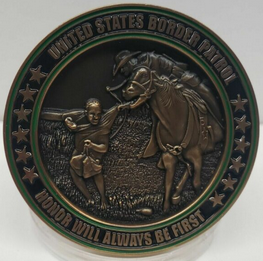 UNITED STATES BORDER PATROL
HONOR WILL ALWAYS BE FIRST